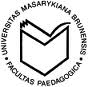 UNIVERSITAS MASARYKIANA BRUNENSIS
FACULTAS PAEDAGOGICA